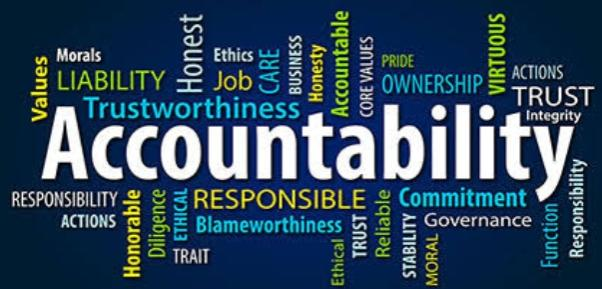 Values
Morals
LIABILITY
Honest
Ethics
Job
CARE
BUSINESS
Honesty
Accountable
CORE VALUES
PRIDE
OWNERSHIP
VIRTUOUS
ACTIONS
TRUST
Integrity
Trustworthiness
Accountability
RESPONSIBILITY
ACTIONS
Honorable
Diligence
ETHICAL
TRAIT
RESPONSIBLE
Blameworthiness
Ethical
TRUST
Reliable
STABILITY
MORAL
Commitment
Governance
Function
Responsibility